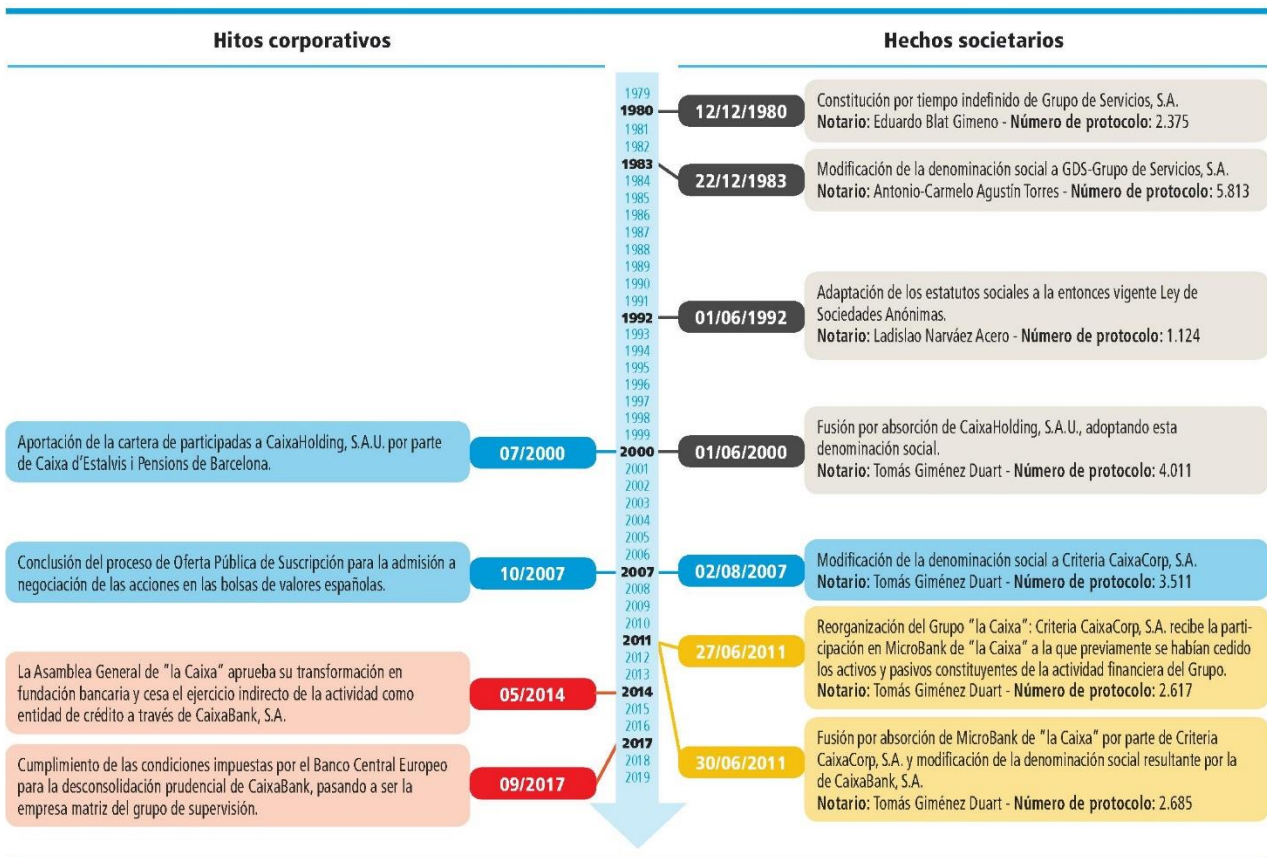 Hitos corporativos
Hechos societarios
1979
1980
1981
1982
1983
1984
1985
1986
1987
1988
1989
1990
1991
1992
1993
1994
1995
1996
1997
1998
1999
2000
2001
2002
2003
2004
2005
2006
2007
2008
2009
2010
2011
2012
2013
2014
2015
2016
2017
2018
2019
07/2000
Aportación de la cartera de participadas a CaixaHolding, S.A.U. por parte
de Caixa d'Estalvis i Pensions de Barcelona.
10/2007
Conclusión del proceso de Oferta Pública de Suscripción para la admisión a
negociación de las acciones en las bolsas de valores españolas.
05/2014
La Asamblea General de "la Caixa" aprueba su transformación en
fundación bancaria y cesa el ejercicio indirecto de la actividad como
entidad de crédito a través de CaixaBank, S.A.
09/2017
Cumplimiento de las condiciones impuestas por el Banco Central Europeo
para la desconsolidación prudencial de CaixaBank, pasando a ser la
empresa matriz del grupo de supervisión.
12/12/1980
Constitución por tiempo indefinido de Grupo de Servicios, S.A.
Notario: Eduardo Blat Gimeno - Número de protocolo: 2.375
22/12/1983
Modificación de la denominación social a GDS-Grupo de Servicios, S.A.
Notario: Antonio-Carmelo Agustín Torres - Número de protocolo: 5.813
01/06/1992
Adaptación de los estatutos sociales a la entonces vigente Ley de
Sociedades Anónimas.
Notario: Ladislao Narváez Acero - Número de protocolo: 1.124
01/06/2000
Fusión por absorción de CaixaHolding, S.A.U., adoptando esta
denominación social.
Notario: Tomás Giménez Duart - Número de protocolo: 4.011
02/08/2007
Modificación de la denominación social a Criteria CaixaCorp, S.A.
Notario: Tomás Giménez Duart - Número de protocolo: 3.511
27/06/2011
Reorganización del Grupo "la Caixa": Criteria CaixaCorp, S.A. recibe la parti-
cipación en MicroBank de "la Caixa" a la que previamente se habían cedido
los activos y pasivos constituyentes de la actividad financiera del Grupo.
Notario: Tomás Giménez Duart - Número de protocolo: 2.617
30/06/2011
Fusión por absorción de MicroBank de "la Caixa" por parte de Criteria
CaixaCorp, S.A. y modificación de la denominación social resultante por la
de CaixaBank, S.A.
Notario: Tomás Giménez Duart - Número de protocolo: 2.685